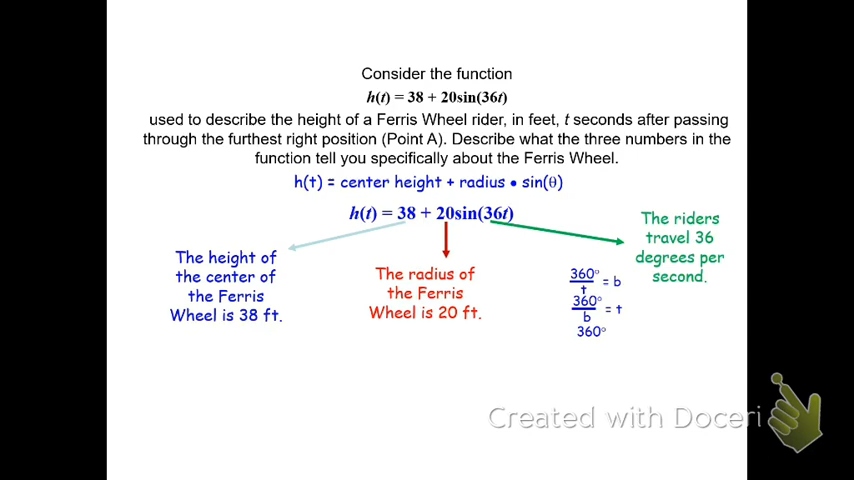 Consider the function
h(t) = 38 + 20sin(36t)
used to describe the height of a Ferris Wheel rider, in feet, t seconds after passing
through the furthest right position (Point A). Describe what the three numbers in the
function tell you specifically about the Ferris Wheel.
h(t) = center height + radius • sin(θ)
h(t) = 38 + 20sin(36t)
The height of
the center of
the Ferris
Wheel is 38 ft.
The radius of
the Ferris
Wheel is 20 ft.
The riders
travel 36
degrees per
second.
360°
t
= b
360°
b
= t
360°
Created with Doceri